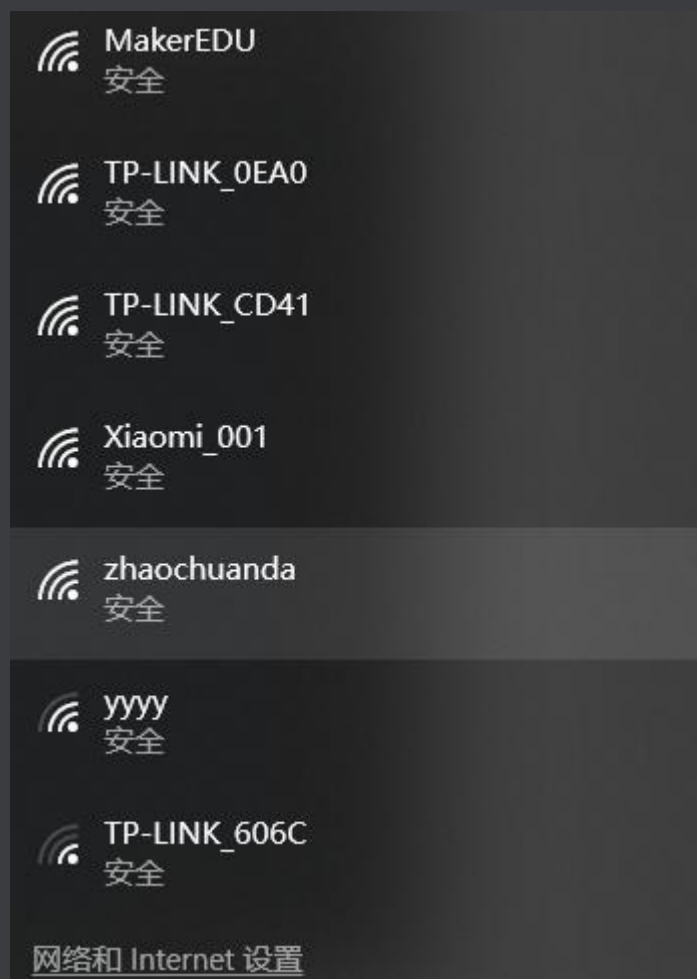 MakerEDU
安全
TP-LINK_0EA0
安全
TP-LINK_CD41
安全
Xiaomi_001
安全
zhaochuanda
安全
yyyy
安全
TP-LINK_606C
安全
网络和 Internet 设置